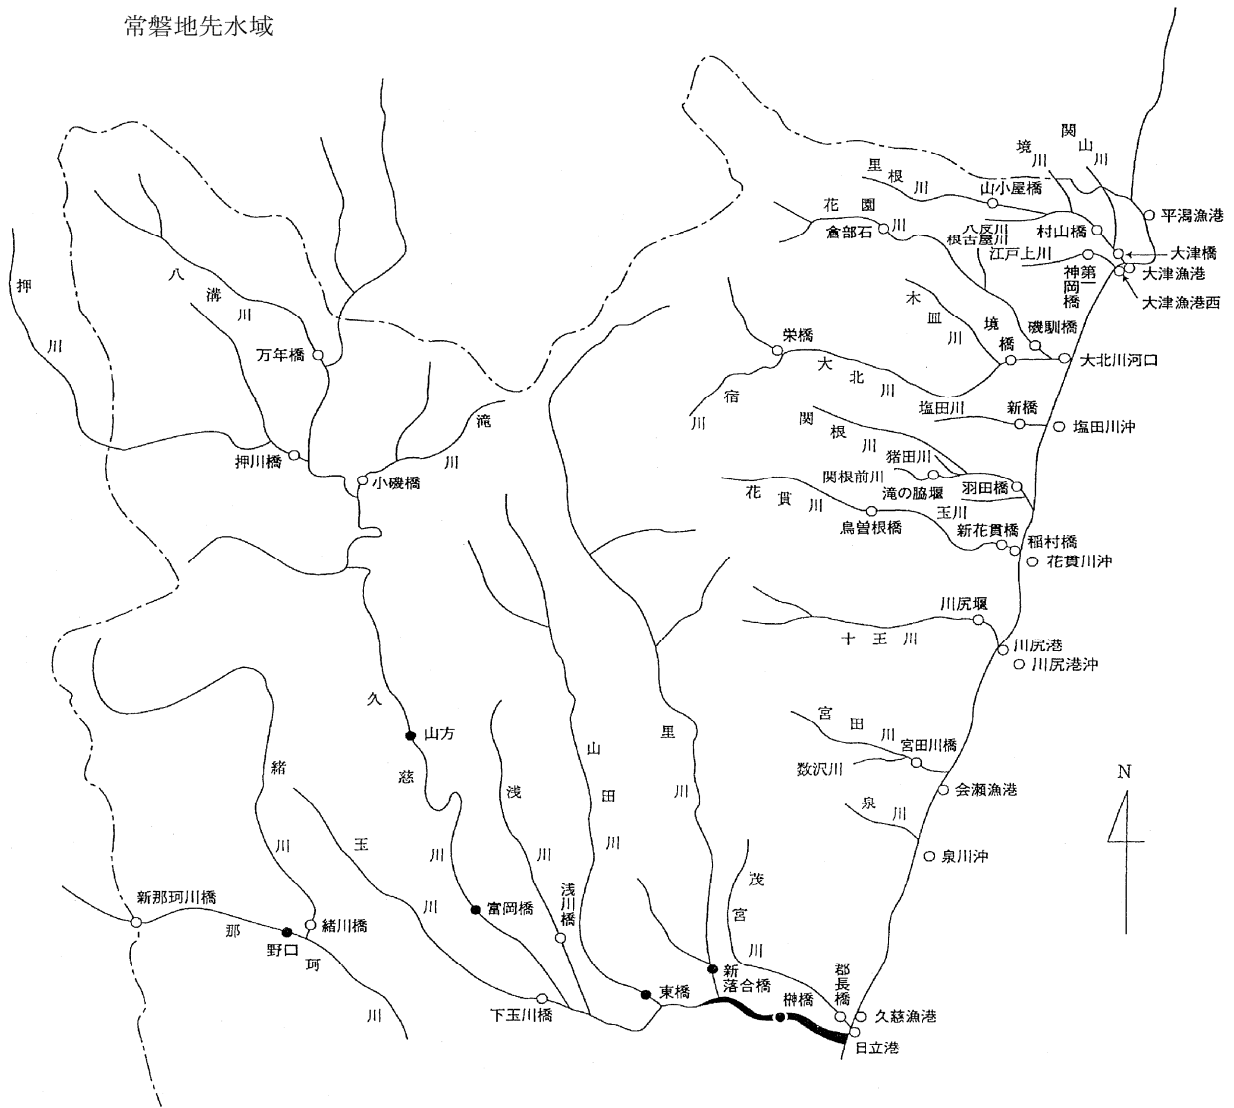 常磐地先水域
関山川
境川
里根川
山小屋橋
平潟漁港
花園川
倉部石
八反川
根古屋川
村山橋
江戸上川
大津橋
神岡第一橋
大津漁港
大津漁港西
押川
八溝川
万年橋
木皿川
境橋
磯馴橋
栄橋
大北川
大北川河口
宿川
塩田川
新橋
塩田川沖
滝川
関根川
猪田川
押川橋
小磯橋
関根前川
滝の脇堰
羽田橋
花貫川
玉川
鳥曽根橋
新花貫橋
稲村橋
花貫川沖
川尻堰
十王川
川尻港
川尻港沖
久慈川
山方
里川
宮田川
宮田川橋
山田川
緒川
数沢川
N
浅川
会瀬漁港
泉川
玉川
泉川沖
茂宮川
新那珂川橋
浅川橋
富岡橋
緒川橋
那珂川
野口
新落合橋
郡長橋
東橋
榊橋
下玉川橋
久慈漁港
日立港